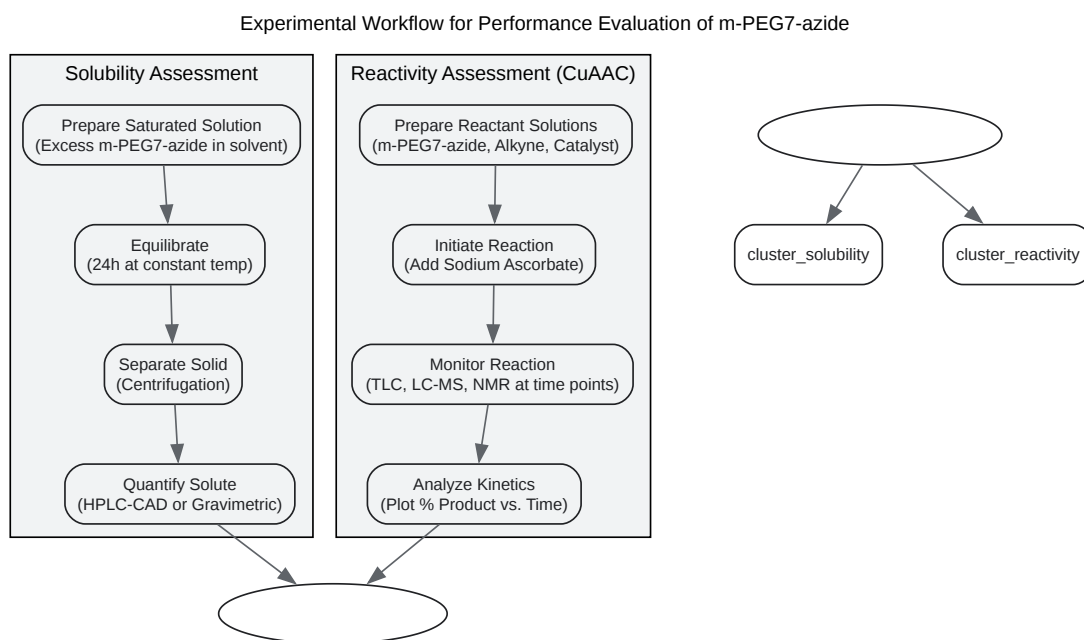 Experimental Workflow for Performance Evaluation of m-PEG7-azide
Solubility Assessment
Prepare Saturated Solution
(Excess m-PEG7-azide in solvent)
Equilibrate
(24h at constant temp)
Separate Solid
(Centrifugation)
Quantify Solute
(HPLC-CAD or Gravimetric)
Reactivity Assessment (CuAAC)
Prepare Reactant Solutions
(m-PEG7-azide, Alkyne, Catalyst)
Initiate Reaction
(Add Sodium Ascorbate)
Monitor Reaction
(TLC, LC-MS, NMR at time points)
Analyze Kinetics
(Plot % Product vs. Time)
cluster_solubility
cluster_reactivity